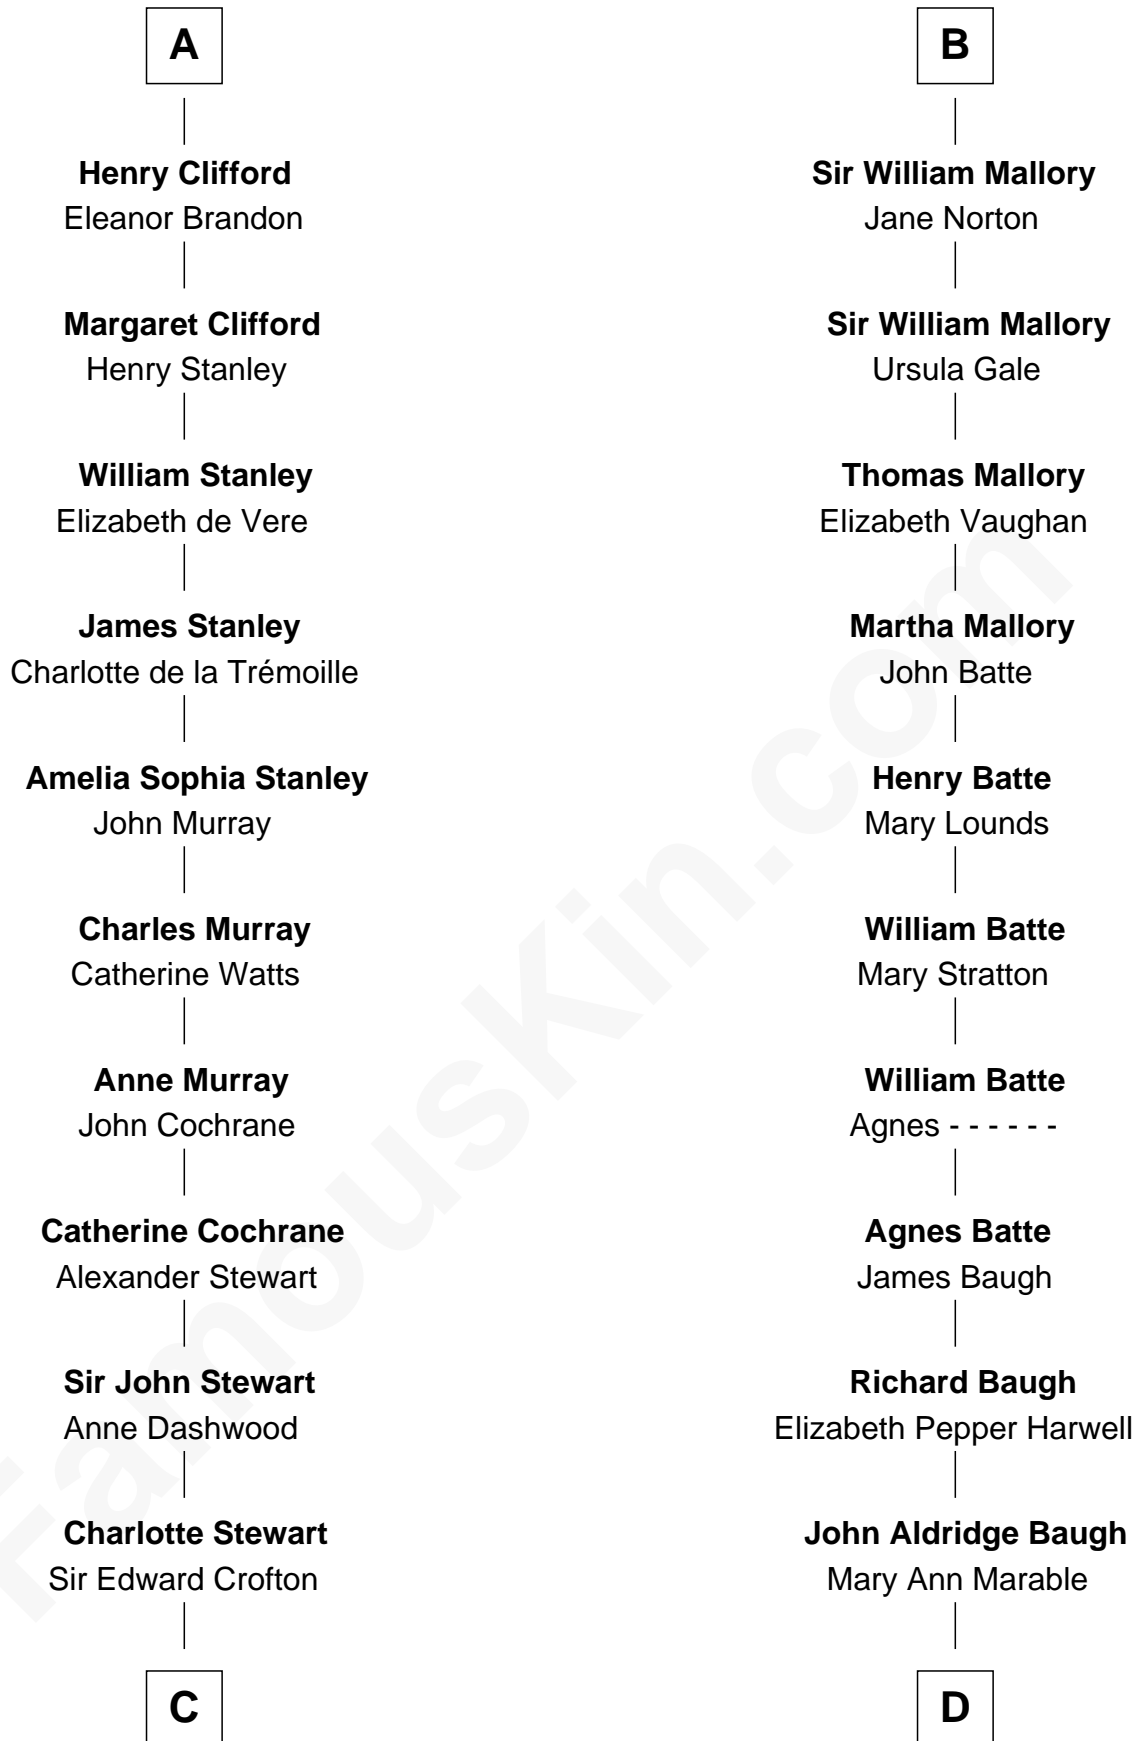 A
Henry Clifford
Eleanor Brandon
Margaret Clifford
Henry Stanley
William Stanley
Elizabeth de Vere
James Stanley
Charlotte de la Trémoille
Amelia Sophia Stanley
John Murray
Charles Murray
Catherine Watts
Anne Murray
John Cochrane
Catherine Cochrane
Alexander Stewart
Sir John Stewart
Anne Dashwood
Charlotte Stewart
Sir Edward Crofton
C
B
Sir William Mallory
Jane Norton
Sir William Mallory
Ursula Gale
Thomas Mallory
Elizabeth Vaughan
Martha Mallory
John Batte
Henry Batte
Mary Lounds
William Batte
Mary Stratton
William Batte
Agnes - - - - - -
Agnes Batte
James Baugh
Richard Baugh
Elizabeth Pepper Harwell
John Aldridge Baugh
Mary Ann Marable
D
FamousKin.com